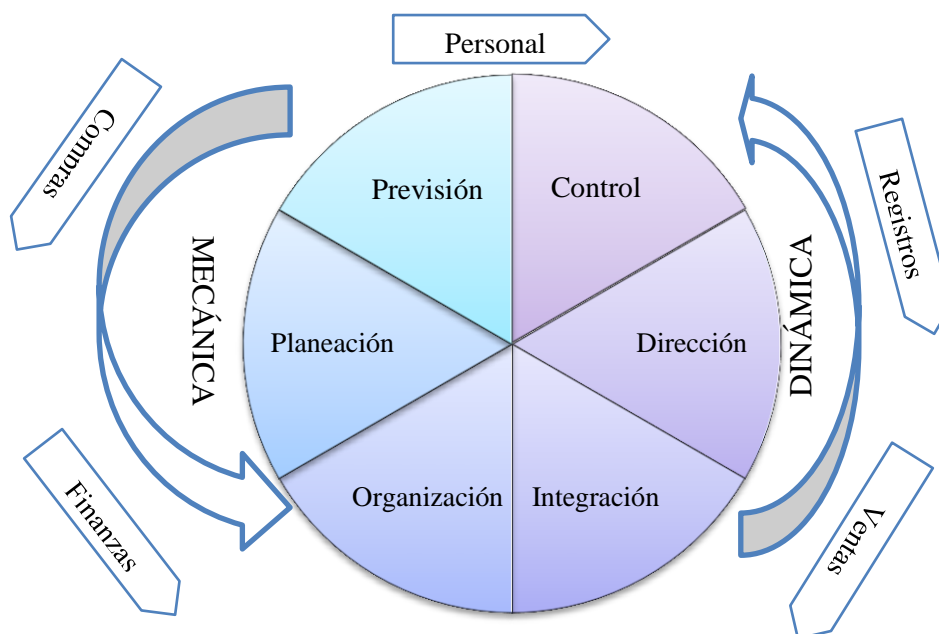 Personal
Compras
Registros
Previsión
Control
MECÁNICA
DINÁMICA
Planeación
Dirección
Organización
Integración
Finanzas
Ventas